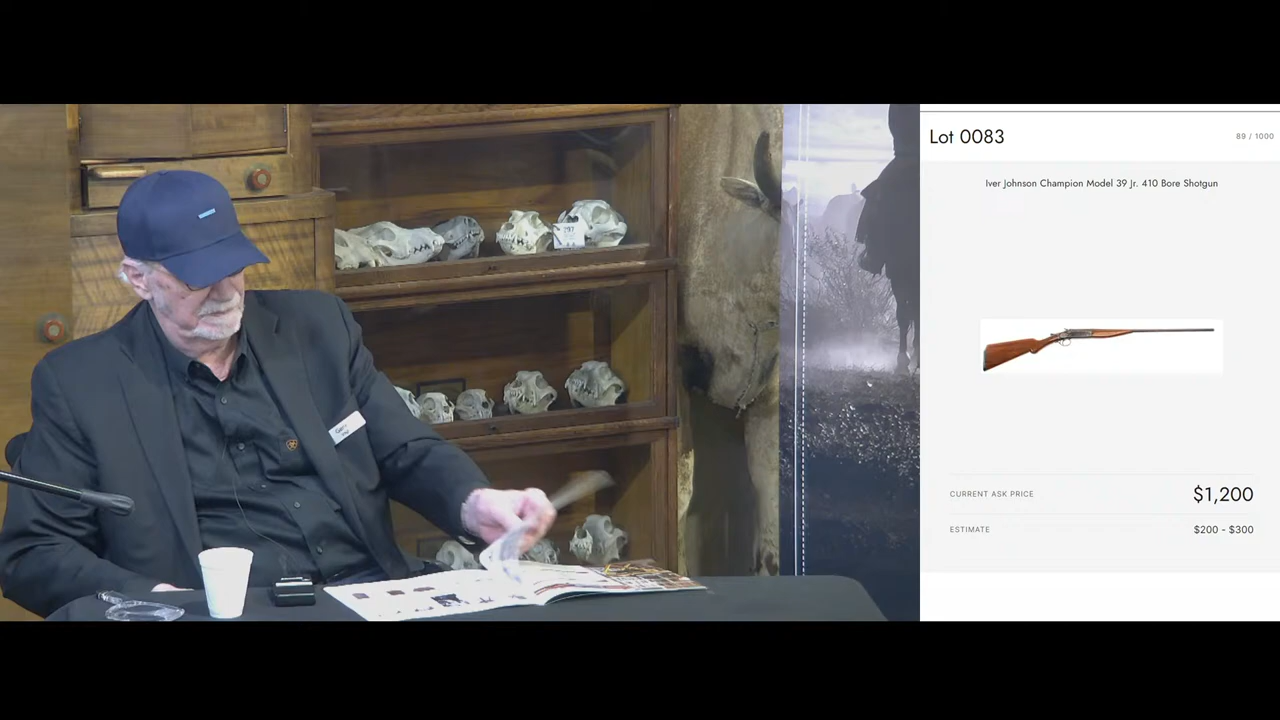 Lot 0083
89 / 1000
Iver Johnson Champion Model 39 Jr. 410 Bore Shotgun
CURRENT ASK PRICE
$1,200
ESTIMATE
$200 - $300